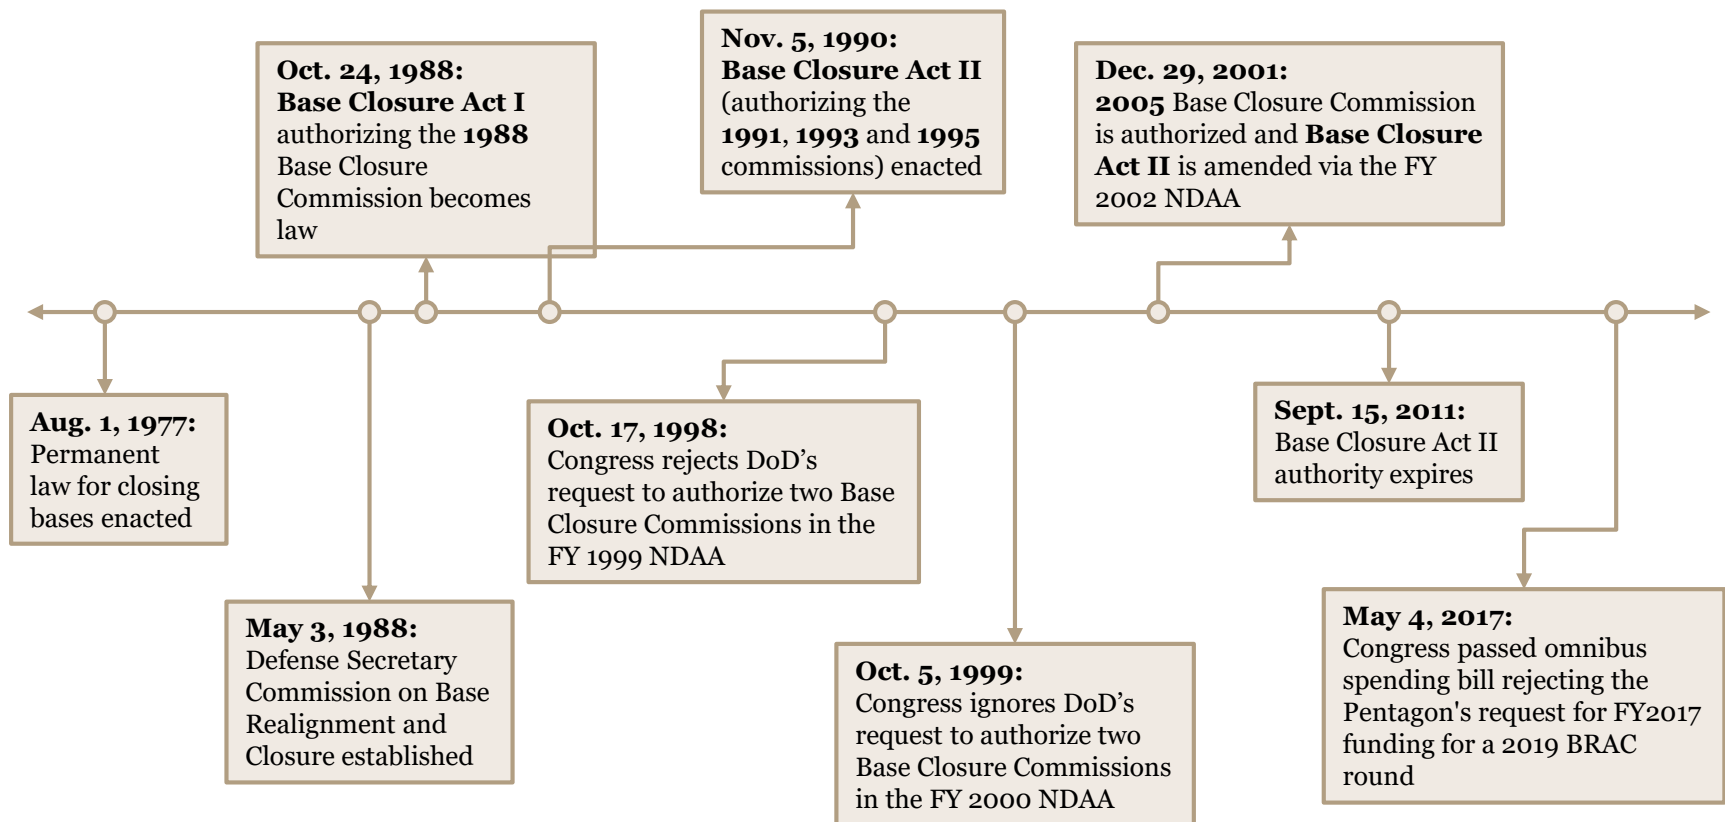 Aug. 1, 1977:
Permanent
law for closing
bases enacted
May 3, 1988:
Defense Secretary
Commission on Base
Realignment and
Closure established
Oct. 24, 1988:
Base Closure Act I
authorizing the 1988
Base Closure
Commission becomes
law
Nov. 5, 1990:
Base Closure Act II
(authorizing the
1991, 1993 and 1995
commissions) enacted
Oct. 17, 1998:
Congress rejects DoD’s
request to authorize two Base
Closure Commissions in the
FY 1999 NDAA
Oct. 5, 1999:
Congress ignores DoD’s
request to authorize two
Base Closure Commissions
in the FY 2000 NDAA
Dec. 29, 2001:
2005 Base Closure Commission
is authorized and Base Closure
Act II is amended via the FY
2002 NDAA
Sept. 15, 2011:
Base Closure Act II
authority expires
May 4, 2017:
Congress passed omnibus
spending bill rejecting the
Pentagon's request for FY2017
funding for a 2019 BRAC
round